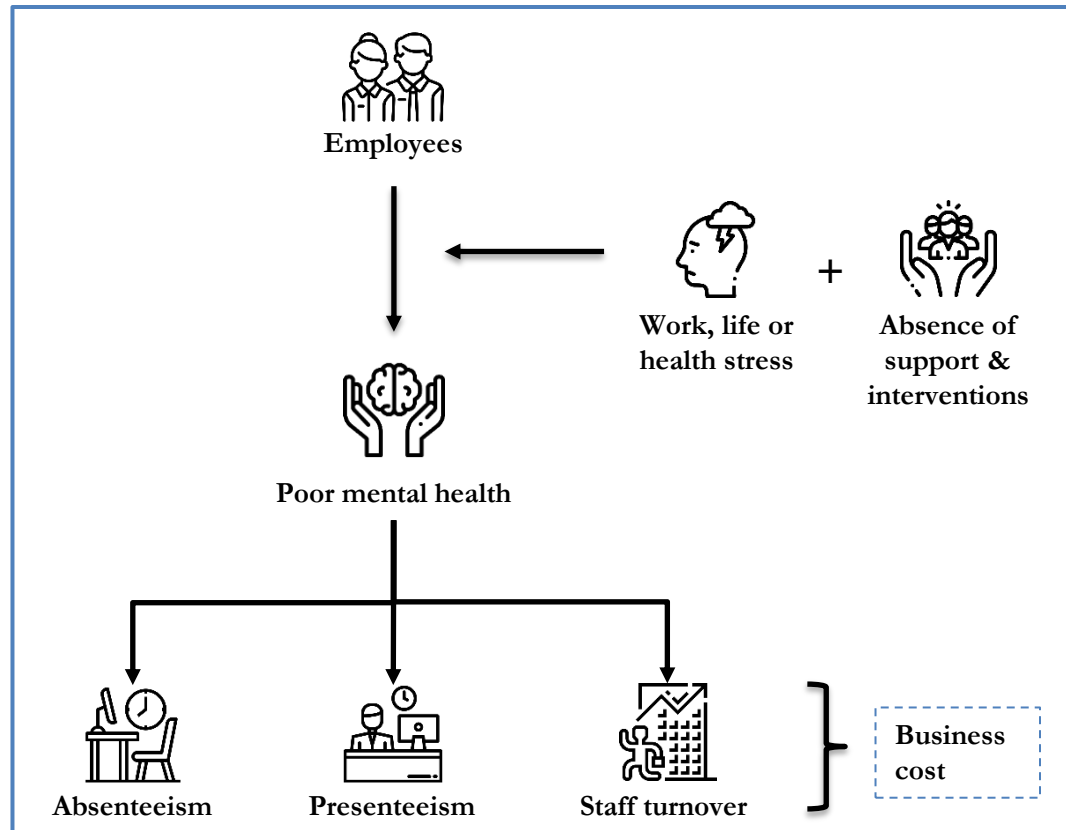 Employees
+
Work, life or
health stress
Absence of
support &
interventions
Poor mental health
Absenteeism
Presenteeism
Staff turnover
Business
cost